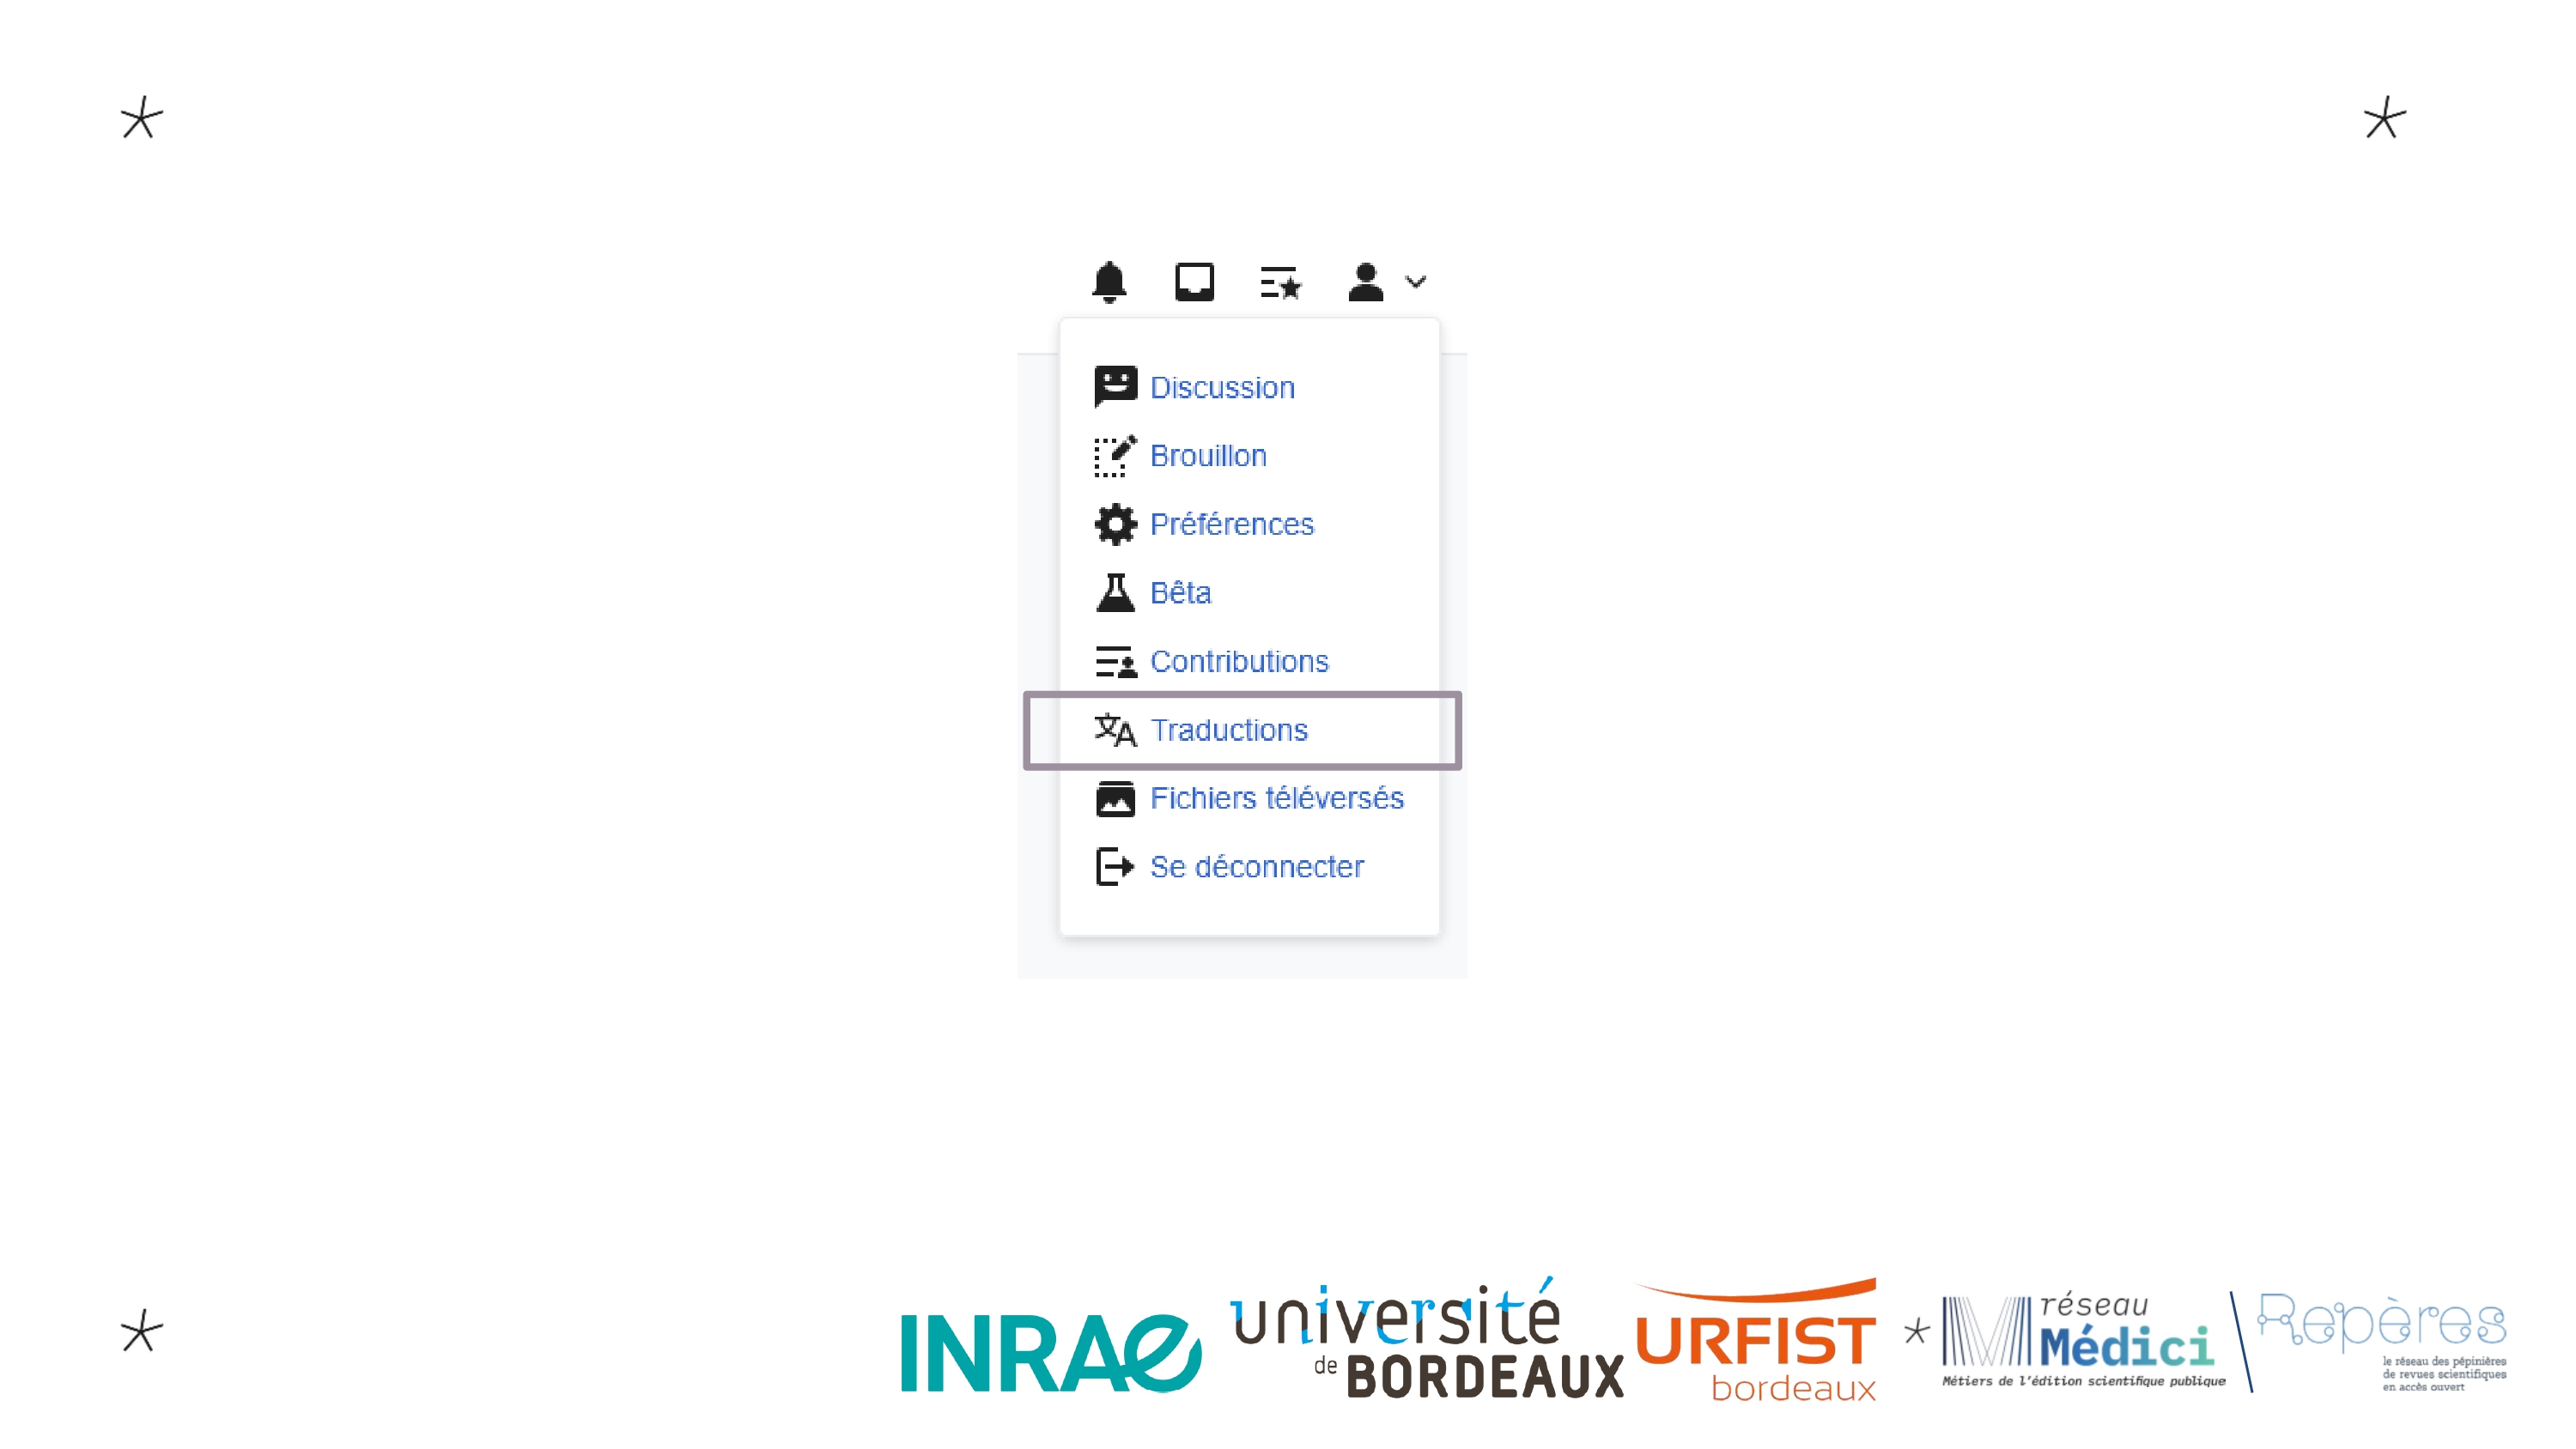 Discussion
Brouillon
Préférences
Bêta
Contributions
Traductions
Fichiers téléversés
Se déconnecter
INRAE
université
de BORDEAUX
URFIST
bordeaux
réseau
Médici
Métiers de l'édition scientifique publique
Repères
le réseau des pépinières
de revues scientifiques
en accès ouvert